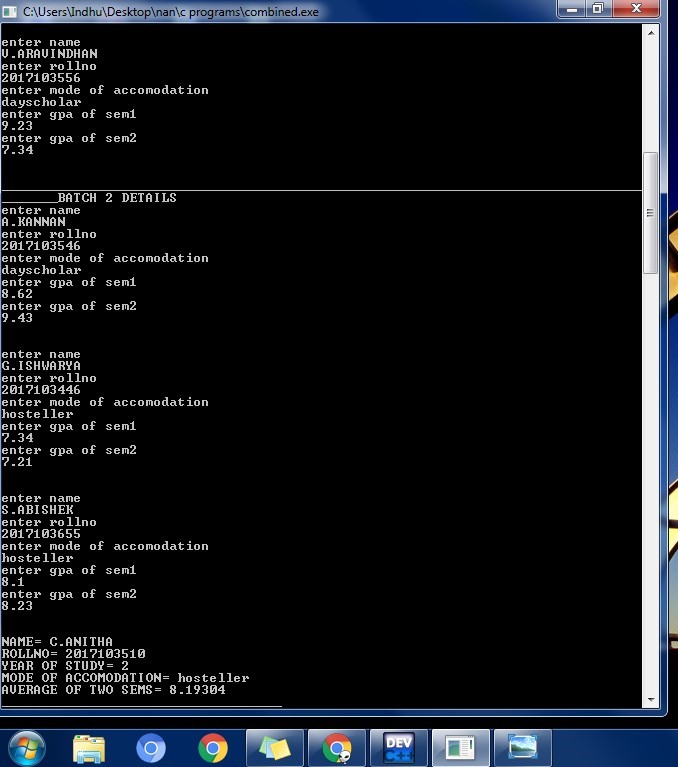 C:\Users\Indhu\Desktop\nan\c programs\combined.exe
enter name
V.ARAVINDHAN
enter rollno
2017103556
enter mode of accomodation
dayscholar
enter gpa of sem1
9.23
enter gpa of sem2
7.34
_______BATCH 2 DETAILS
enter name
A.KANNAN
enter rollno
2017103546
enter mode of accomodation
dayscholar
enter gpa of sem1
8.62
enter gpa of sem2
9.43
enter name
G.ISHWARYA
enter rollno
2017103446
enter mode of accomodation
hosteller
enter gpa of sem1
7.34
enter gpa of sem2
7.21
enter name
S.ABISHEK
enter rollno
2017103655
enter mode of accomodation
hosteller
enter gpa of sem1
8.1
enter gpa of sem2
8.23
NAME= C.ANITHA
ROLLNO= 2017103510
YEAR OF STUDY= 2
MODE OF ACCOMODATION= hosteller
AVERAGE OF TWO SEMS= 8.19304
DEV
C++